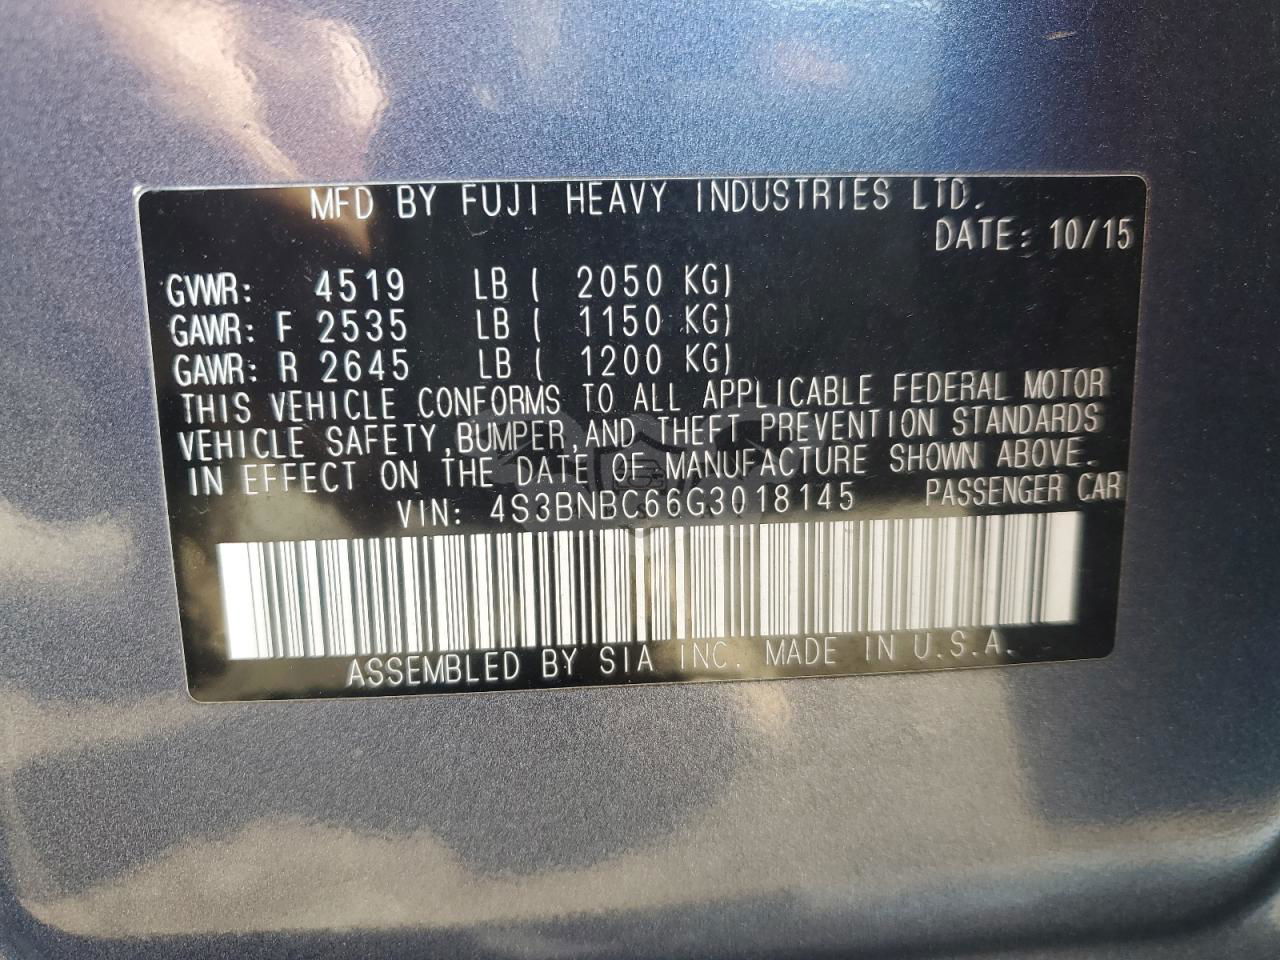 MFD BY FUJI HEAVY INDUSTRIES LTD.
DATE: 10/15
GVWR: 4519 LB ( 2050 KG)
GAWR: F 2535 LB ( 1150 KG)
GAWR: R 2645 LB ( 1200 KG)
THIS VEHICLE CONFORMS TO ALL APPLICABLE FEDERAL MOTOR
VEHICLE SAFETY,BUMPER,AND THEFT PREVENTION STANDARDS
IN EFFECT ON THE DATE OF MANUFACTURE SHOWN ABOVE.
VIN: 4S3BNBC66G3018145 PASSENGER CAR
ASSEMBLED BY SIA INC. MADE IN U.S.A.